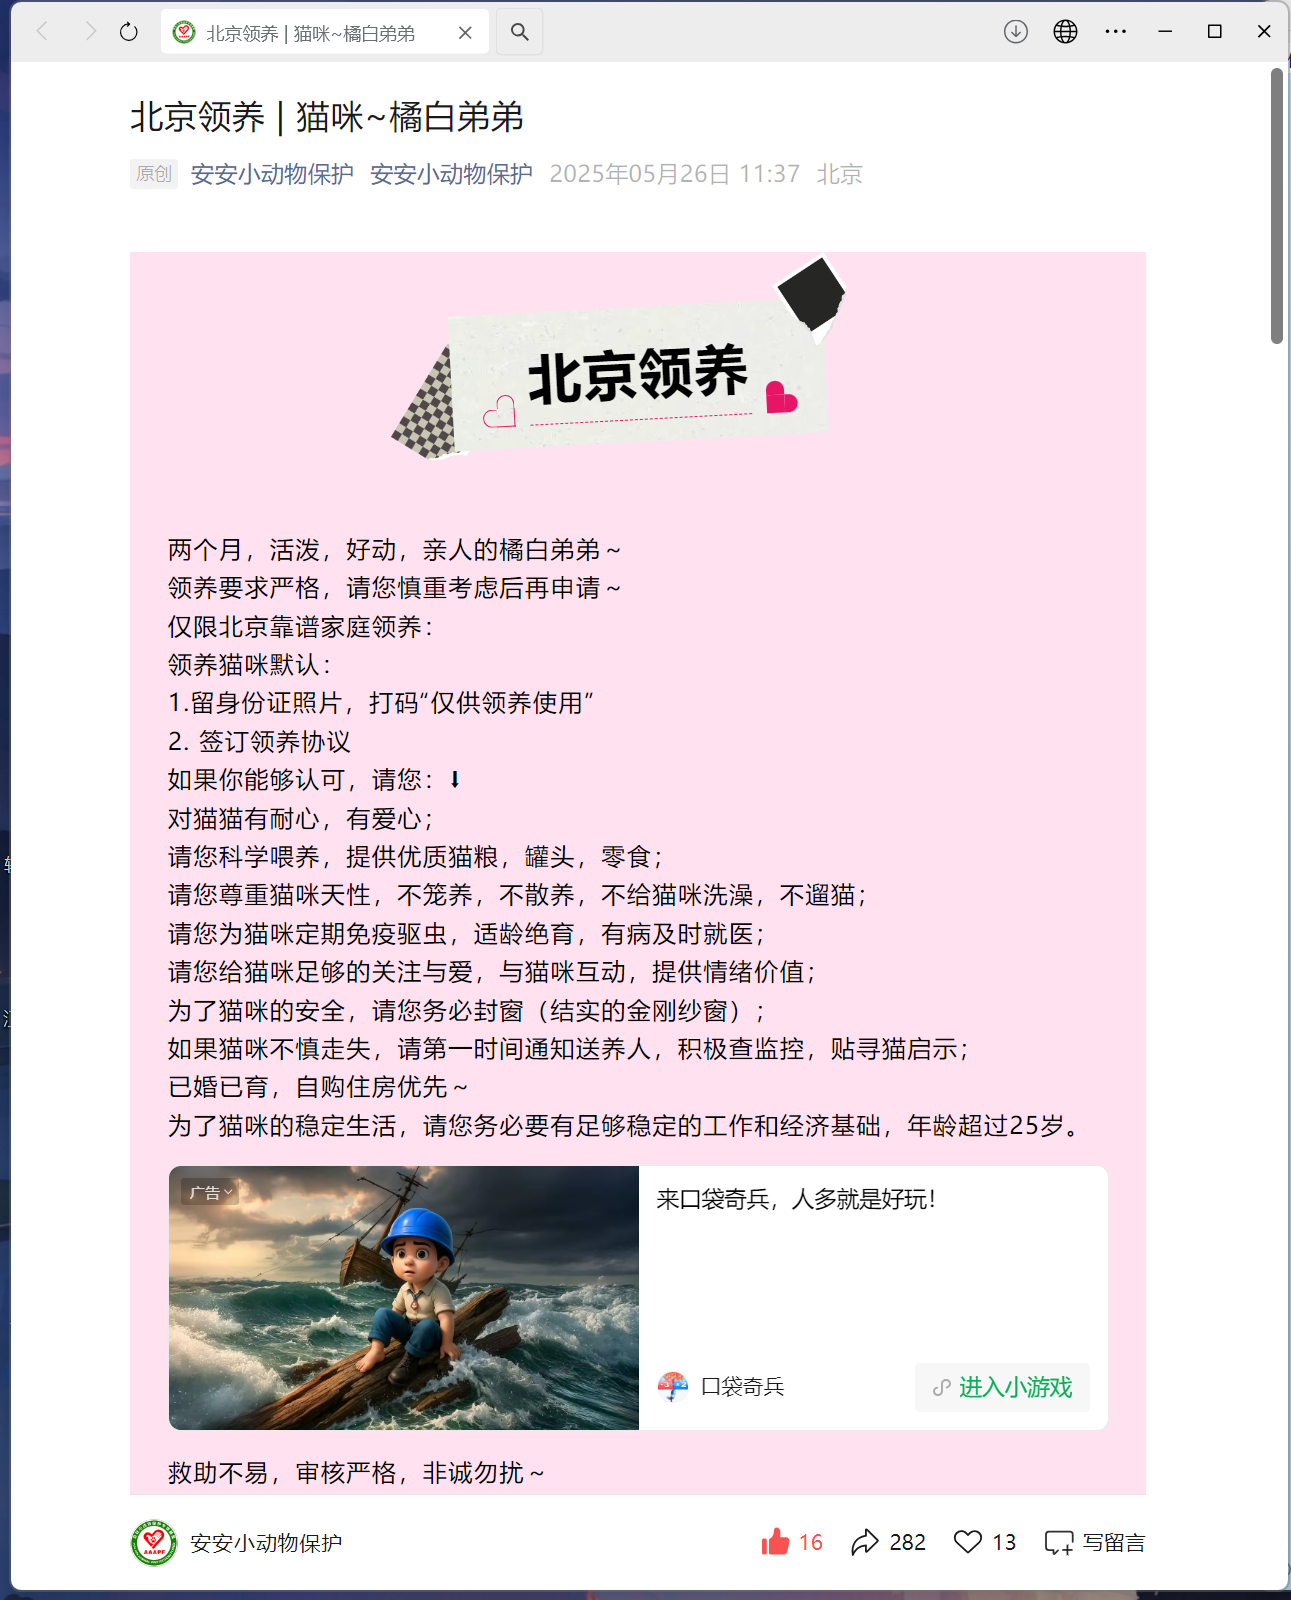 北京领养 | 猫咪~橘白弟弟
北京领养 | 猫咪~橘白弟弟
原创 安安小动物保护 安安小动物保护 2025年05月26日 11:37 北京
北京领养
两个月，活泼，好动，亲人的橘白弟弟～
领养要求严格，请您慎重考虑后再申请～
仅限北京靠谱家庭领养：
领养猫咪默认：
1.留身份证照片，打码“仅供领养使用”
2. 签订领养协议
如果你能够认可，请您：⬇
对猫猫有耐心，有爱心；
请您科学喂养，提供优质猫粮，罐头，零食；
请您尊重猫咪天性，不笼养，不散养，不给猫咪洗澡，不遛猫；
请您为猫咪定期免疫驱虫，适龄绝育，有病及时就医；
请您给猫咪足够的关注与爱，与猫咪互动，提供情绪价值；
为了猫咪的安全，请您务必封窗（结实的金刚纱窗）；
如果猫咪不慎走失，请第一时间通知送养人，积极查监控，贴寻猫启示；
已婚已育，自购住房优先～
为了猫咪的稳定生活，请您务必要有足够稳定的工作和经济基础，年龄超过25岁。
广告
来口袋奇兵，人多就是好玩！
口袋奇兵
进入小游戏
救助不易，审核严格，非诚勿扰～
安安小动物保护 16 282 13 写留言